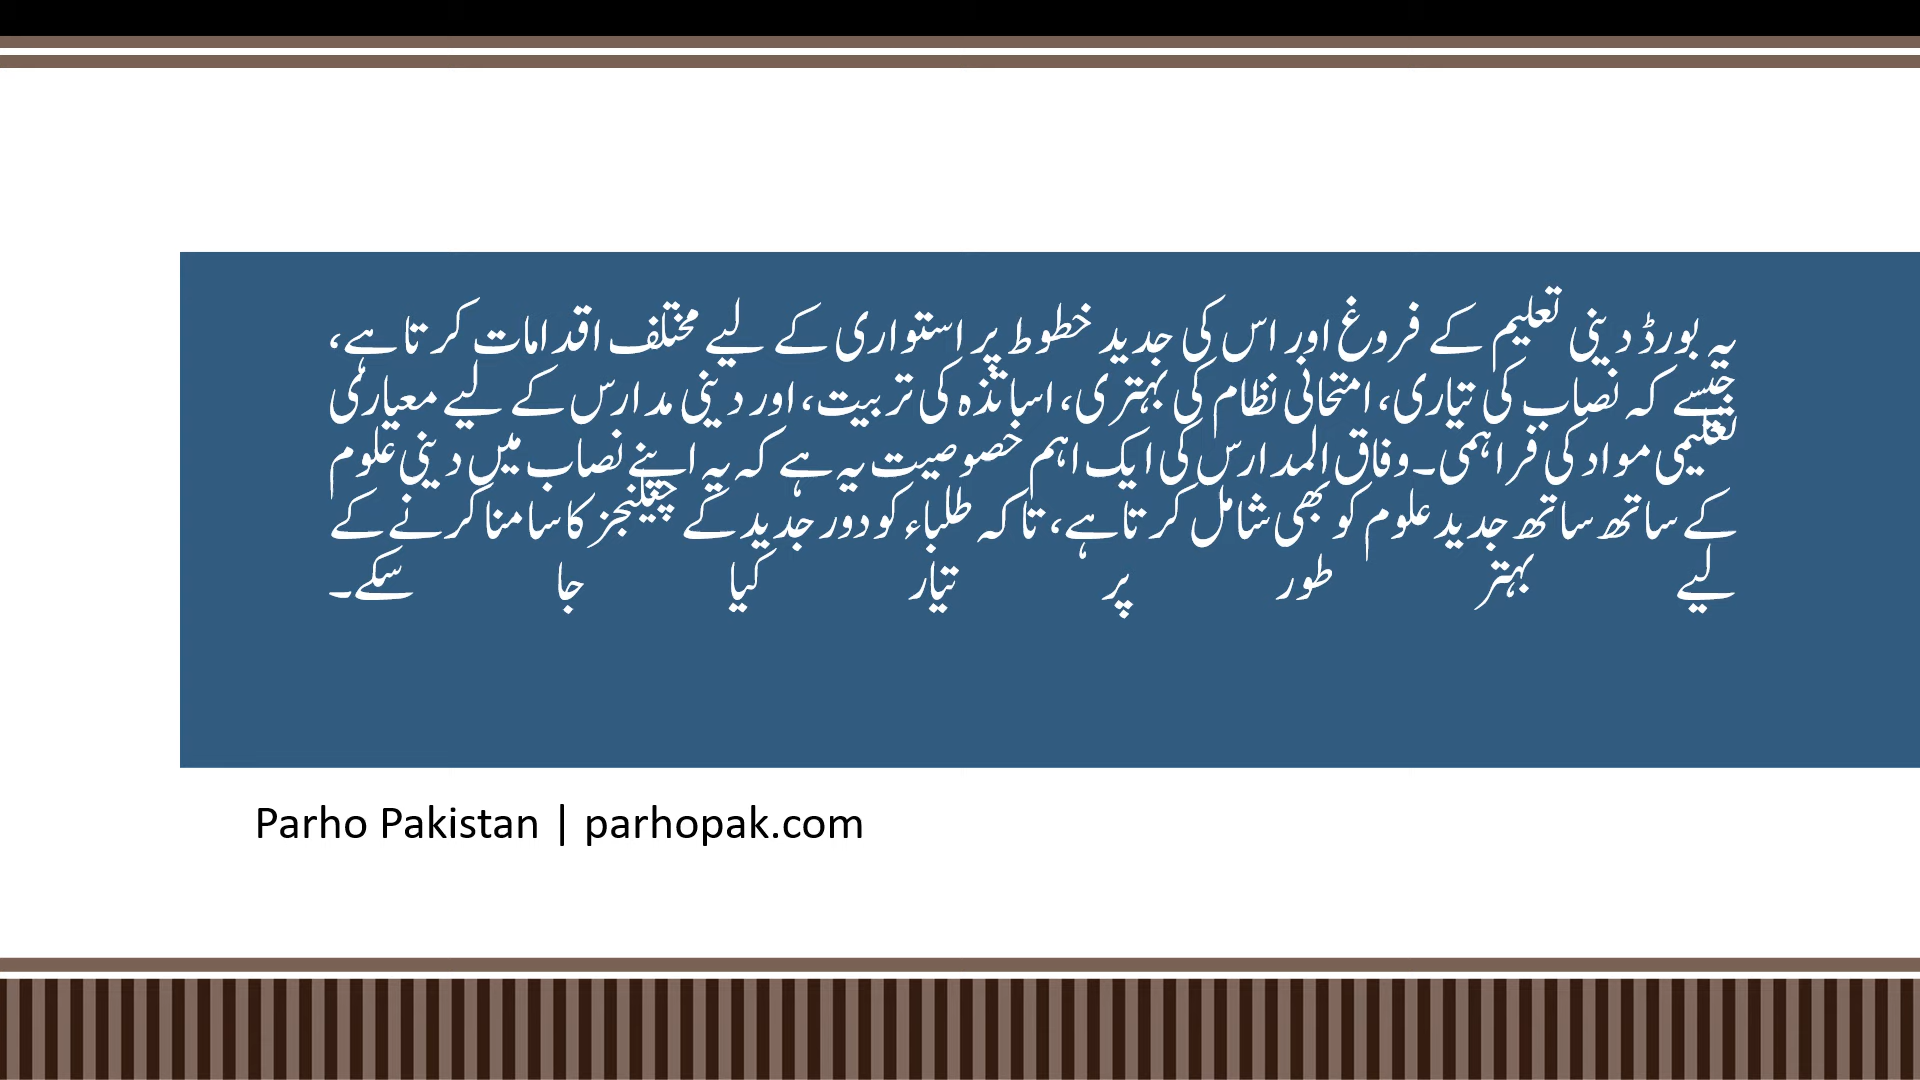 یہ بورڈ دینی تعلیم کے فروغ اور اس کی جدید خطوط پر استواری کے لیے مختلف اقدامات کرتا ہے،
جیسے کہ نصاب کی تیاری، امتحانی نظام کی بہتری، اساتذہ کی تربیت، اور دینی مدارس کے لیے معیاری
تعلیمی مواد کی فراہمی۔ وفاق المدارس کی ایک اہم خصوصیت یہ ہے کہ یہ اپنے نصاب میں دینی علوم
کے ساتھ ساتھ جدید علوم کو بھی شامل کرتا ہے، تاکہ طلباء کو دور جدید کے چیلنجز کا سامنا کرنے کے
لیے بہتر طور پر تیار کیا جا سکے۔
Parho Pakistan | parhopak.com